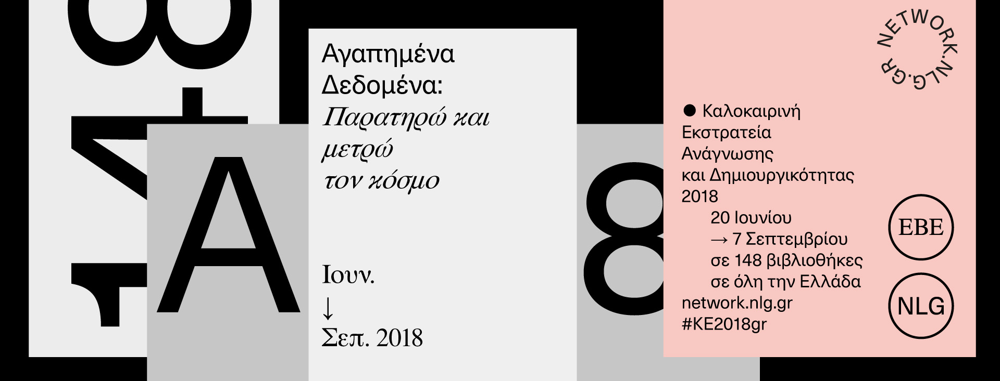 148
A
Αγαπημένα
Δεδομένα:
Παρατηρώ και
μετρώ
τον κόσμο
Ιουν.
↓
Σεπ. 2018
8
NETWORK.NLG.GR
● Καλοκαιρινή
Εκστρατεία
Ανάγνωσης
και Δημιουργικότητας
2018
20 Ιουνίου
→ 7 Σεπτεμβρίου
σε 148 βιβλιοθήκες
σε όλη την Ελλάδα
network.nlg.gr
#ΚΕ2018gr
ΕΒΕ
NLG